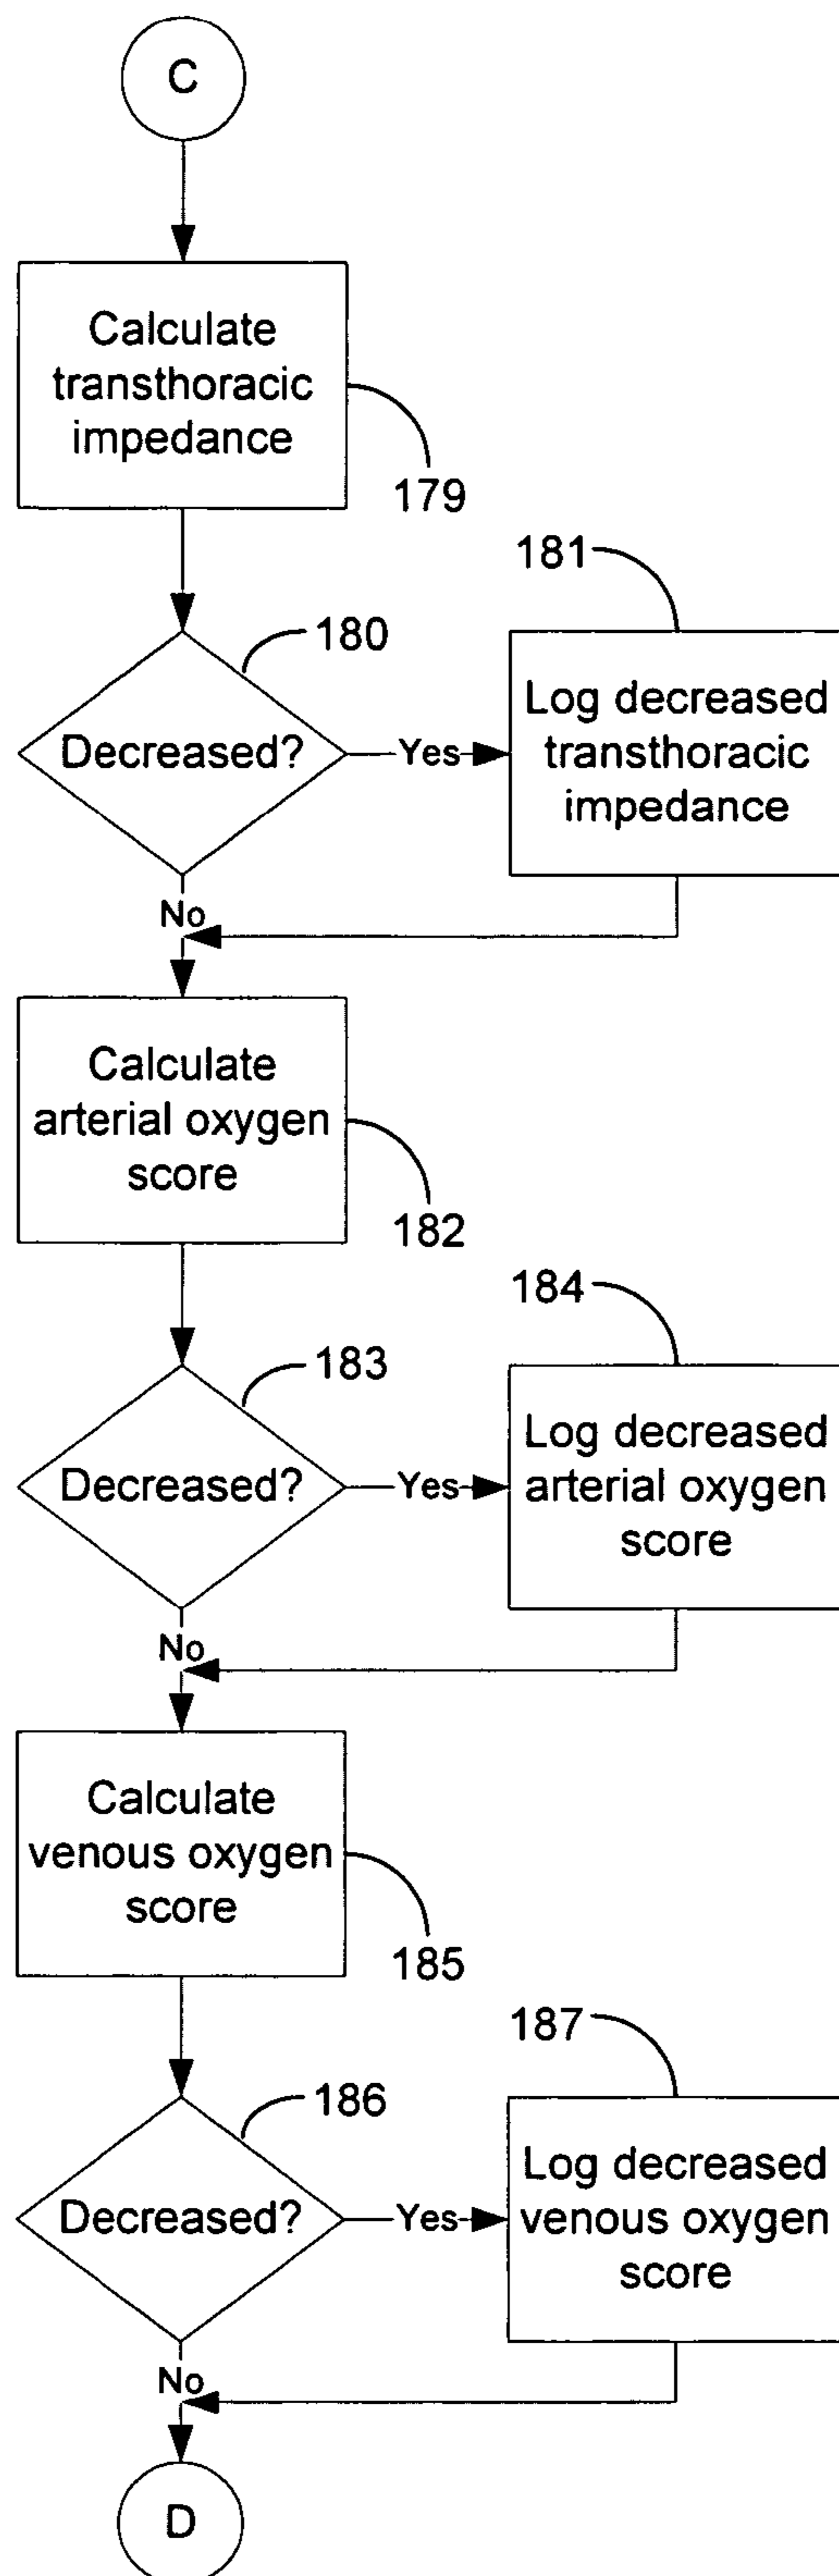 C
Calculate
transthoracic
impedance
179
180
181
Decreased?
Yes
Log decreased
transthoracic
impedance
No
Calculate
arterial oxygen
score
182
183
184
Decreased?
Yes
Log decreased
arterial oxygen
score
No
Calculate
venous oxygen
score
185
186
187
Decreased?
Yes
Log decreased
venous oxygen
score
No
D